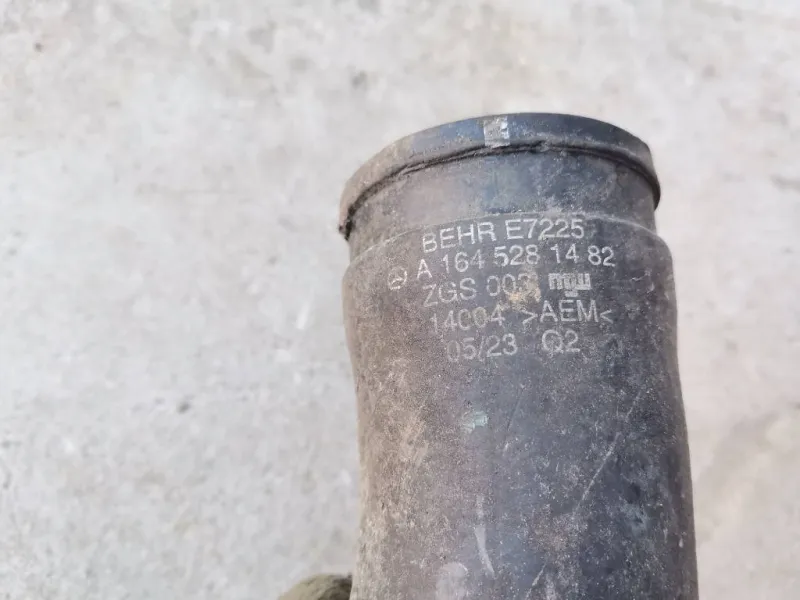 BEHR E7225
A 164 528 14 82
ZGS 003
14004 >AEM<
05/23 Q2